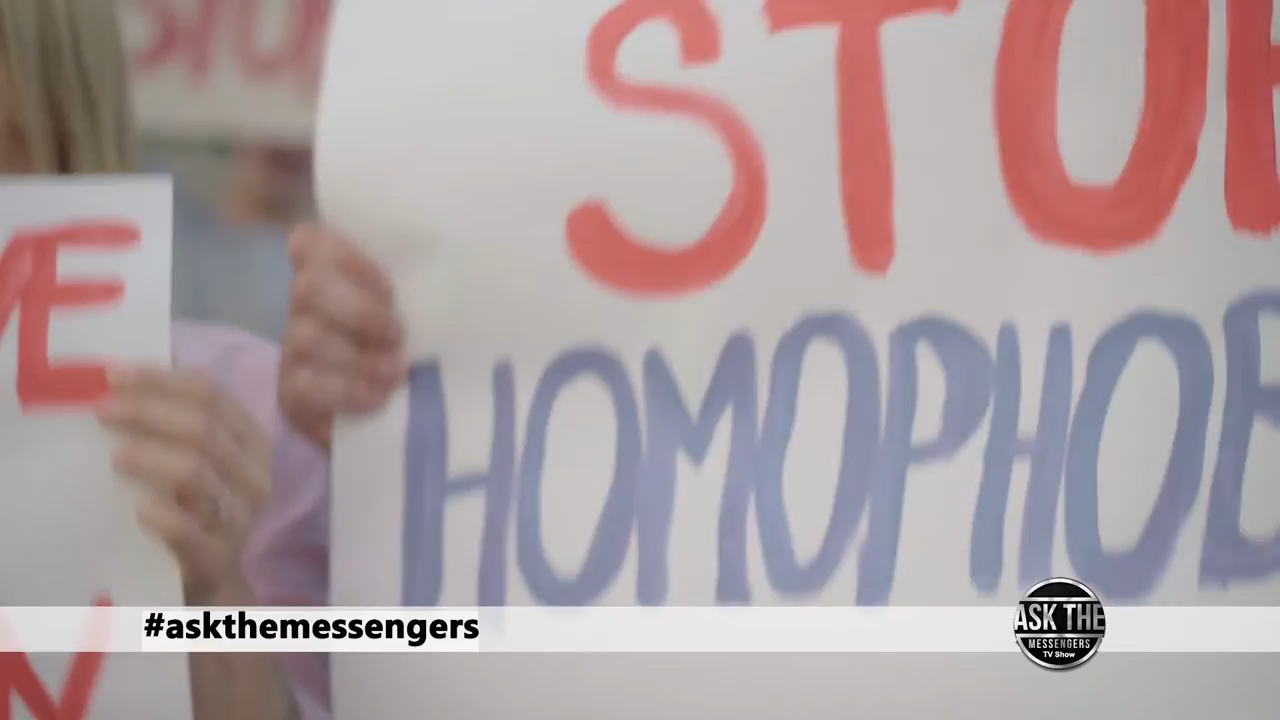 STO
HOMOPHOB
#askthemessengers
ASK THE
MESSENGERS
TV Show